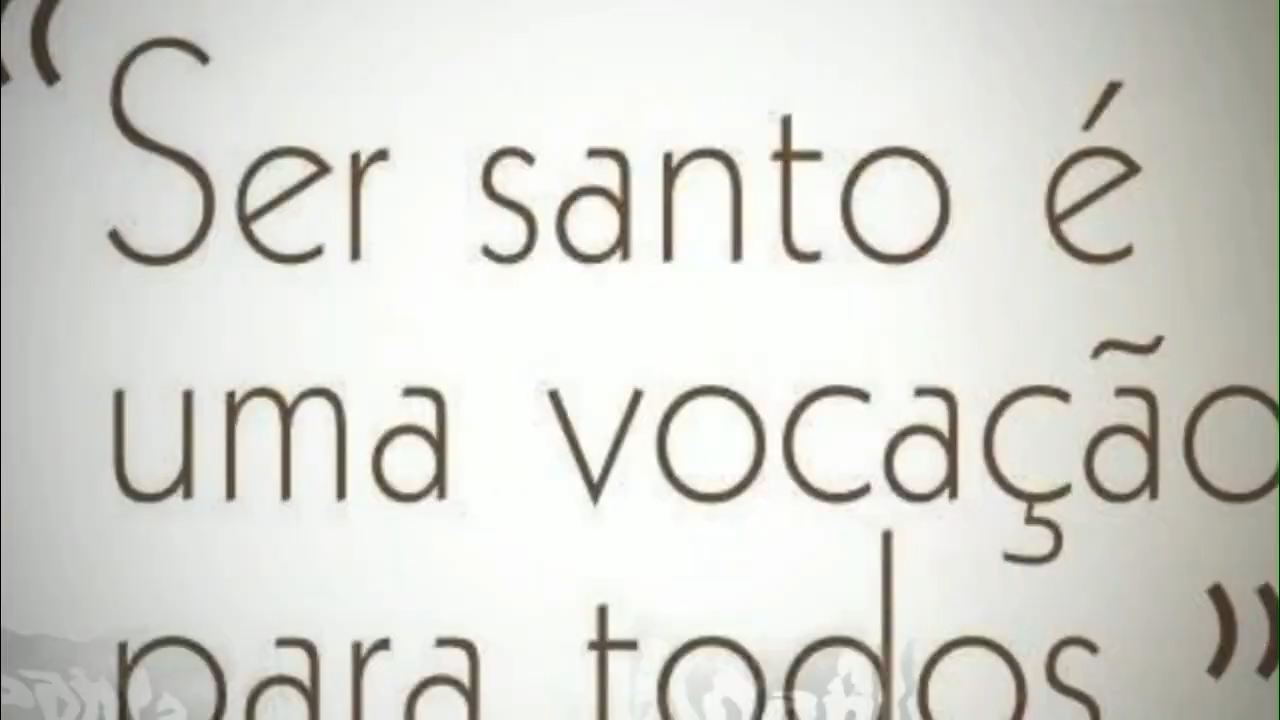 “Ser santo é
uma vocação
para todos”